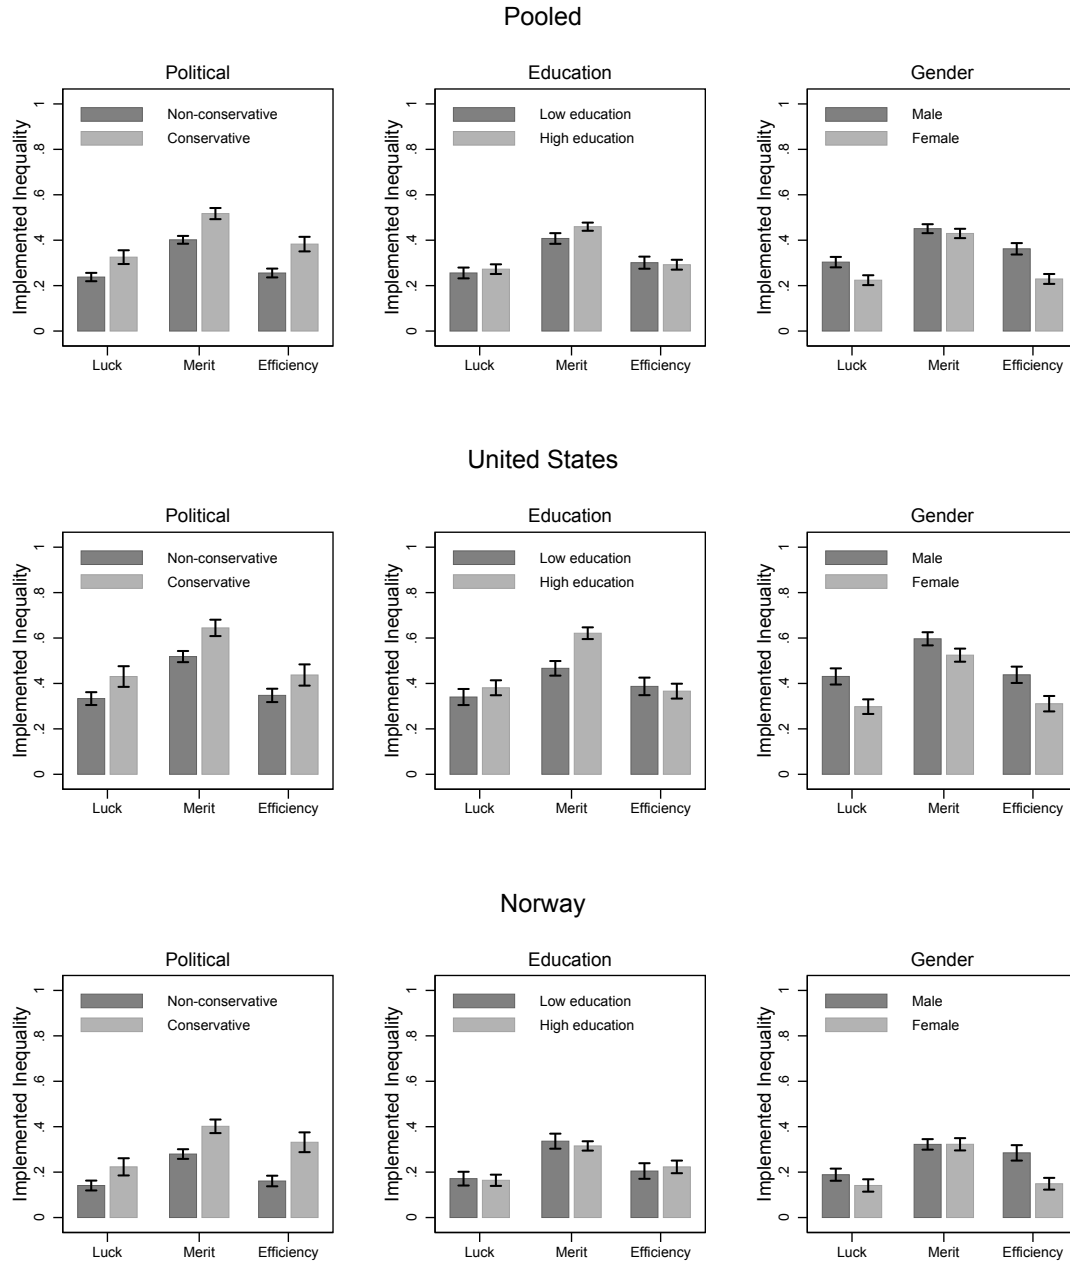 Pooled
Political
Implemented Inequality
0 .2 .4 .6 .8 1
Non-conservative
Conservative
Luck Merit Efficiency
Education
Implemented Inequality
0 .2 .4 .6 .8 1
Low education
High education
Luck Merit Efficiency
Gender
Implemented Inequality
0 .2 .4 .6 .8 1
Male
Female
Luck Merit Efficiency
United States
Political
Implemented Inequality
0 .2 .4 .6 .8 1
Non-conservative
Conservative
Luck Merit Efficiency
Education
Implemented Inequality
0 .2 .4 .6 .8 1
Low education
High education
Luck Merit Efficiency
Gender
Implemented Inequality
0 .2 .4 .6 .8 1
Male
Female
Luck Merit Efficiency
Norway
Political
Implemented Inequality
0 .2 .4 .6 .8 1
Non-conservative
Conservative
Luck Merit Efficiency
Education
Implemented Inequality
0 .2 .4 .6 .8 1
Low education
High education
Luck Merit Efficiency
Gender
Implemented Inequality
0 .2 .4 .6 .8 1
Male
Female
Luck Merit Efficiency